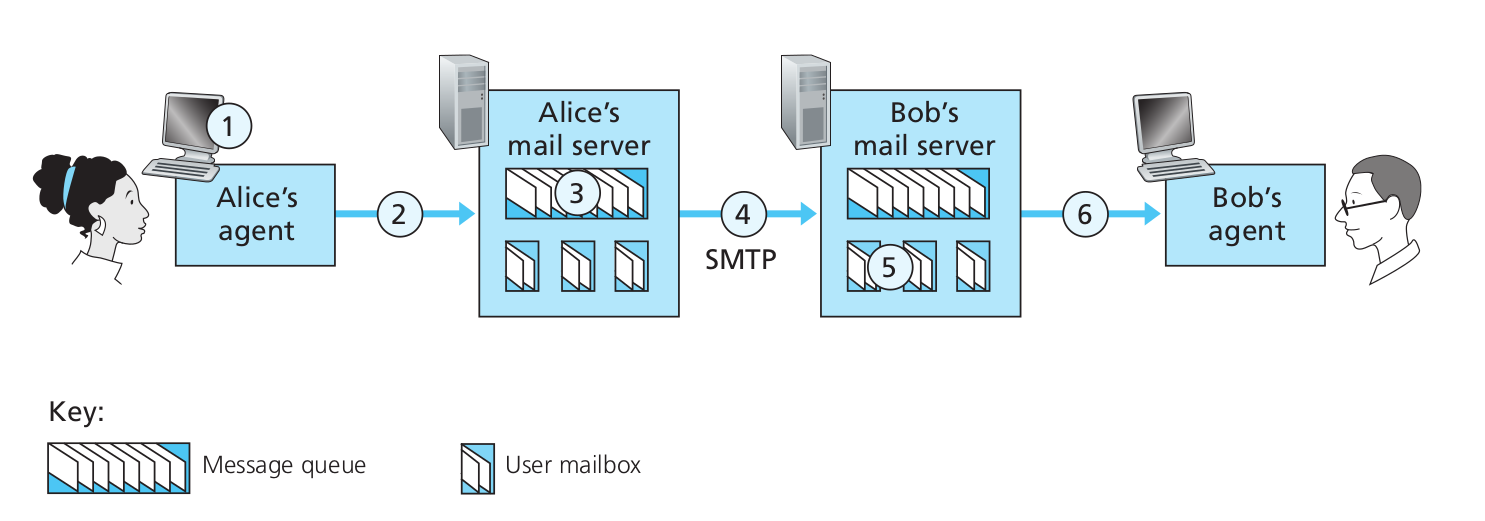 1
Alice's
agent
2
Alice's
mail server
3
4
SMTP
Bob's
mail server
5
6
Bob's
agent
Key:
Message queue
User mailbox